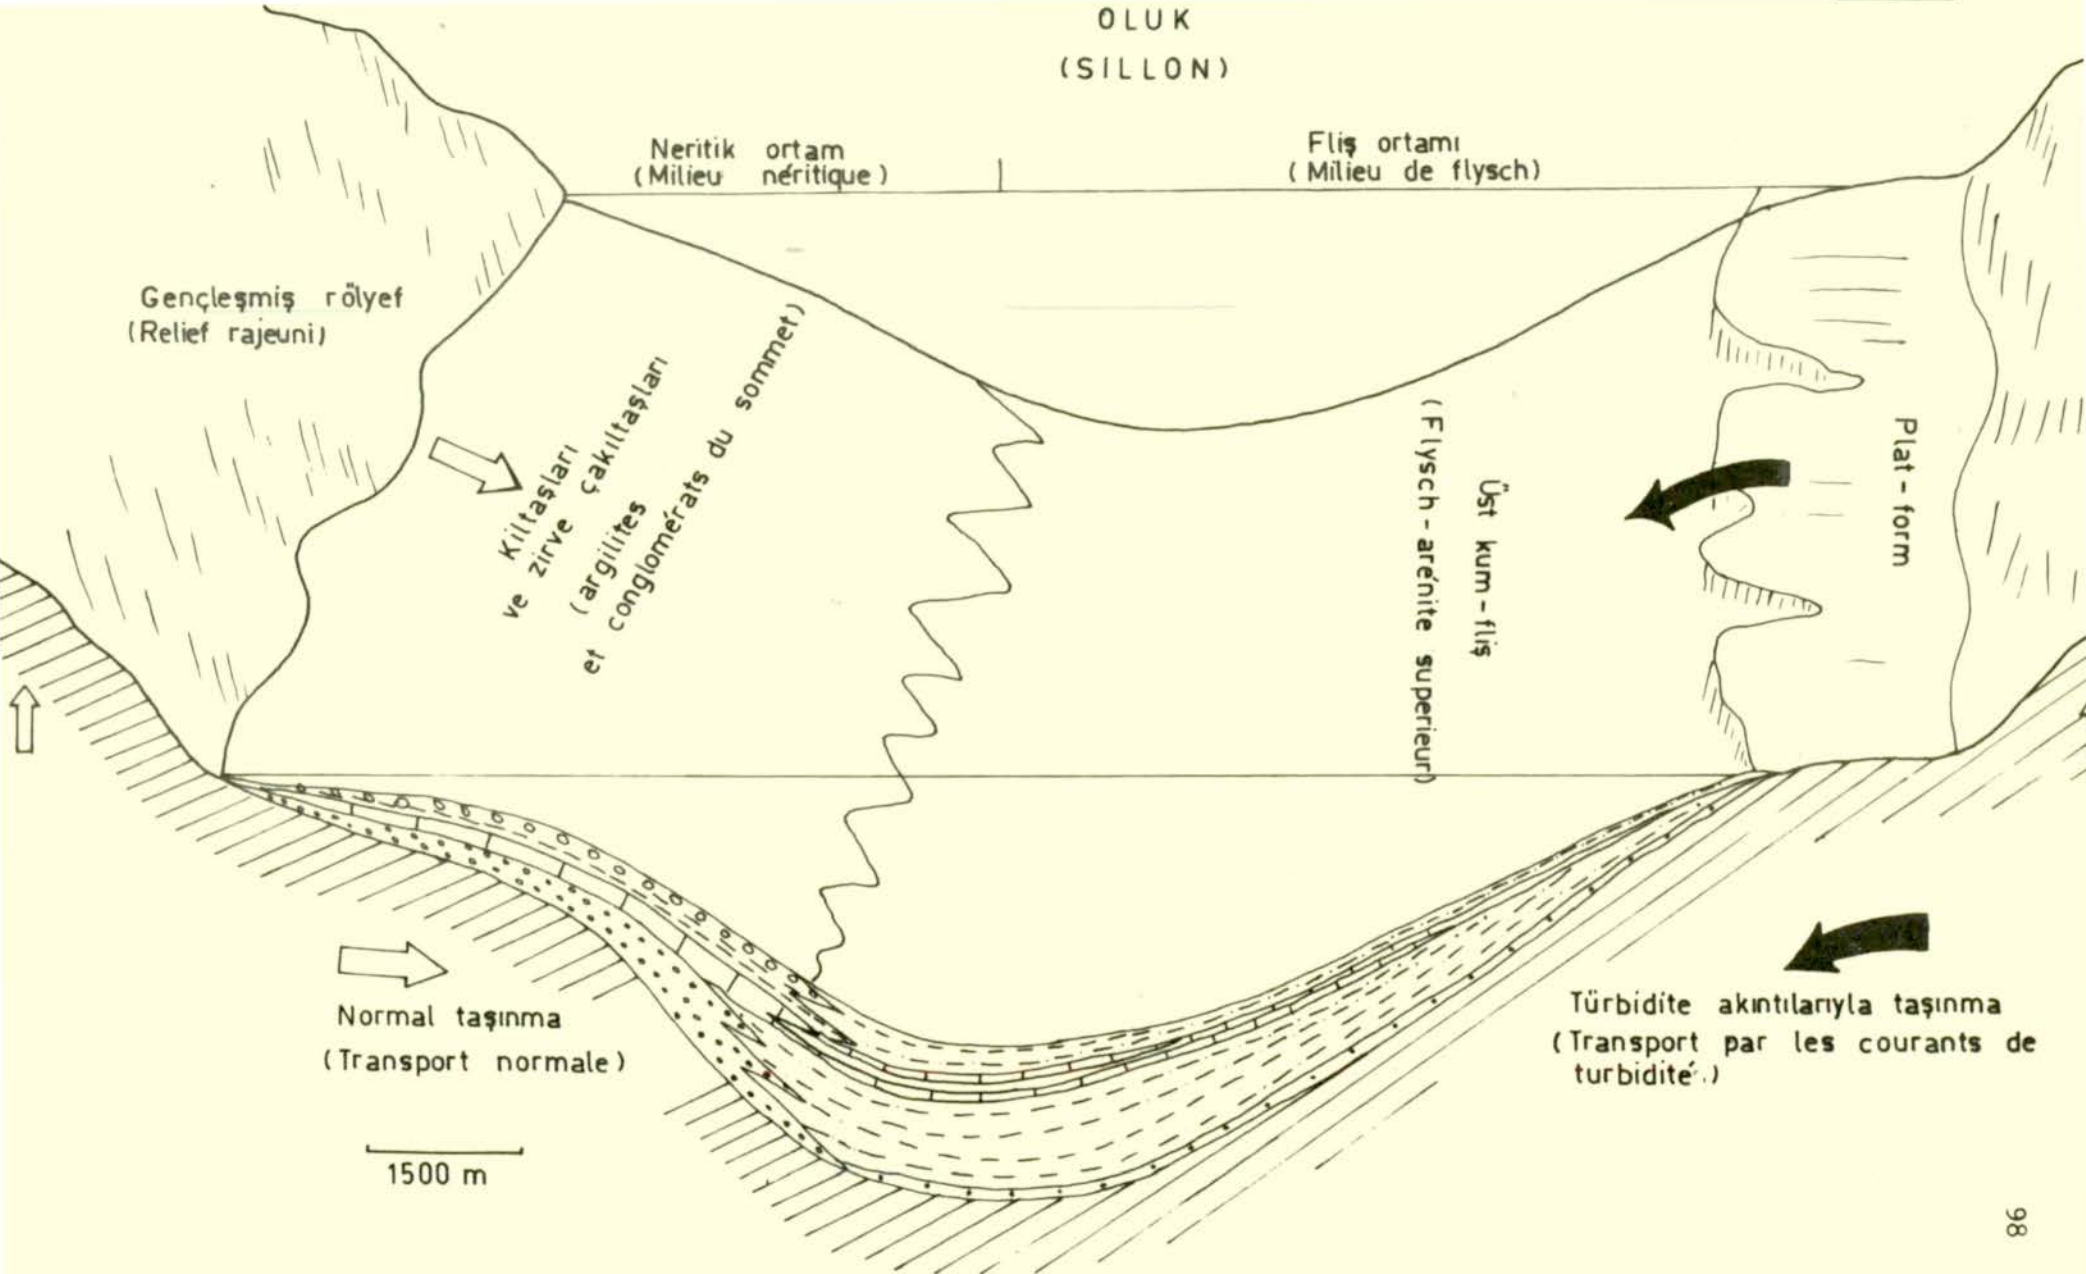 OLUK
(SILLON)
Neritik ortam
(Milieu néritique)
Fliş ortamı
(Milieu de flysch)
Gençleşmiş rölyef
(Relief rajeuni)
Kiltaşları
ve zirve çakıltaşları
(argilites
et conglomérats du sommet)
(Flysch-arénite superieur)
Üst kum-fliş
Plat-form
Normal taşınma
(Transport normale)
Türbidite akıntılarıyla taşınma
(Transport par les courants de
turbidité.)
1500 m
98